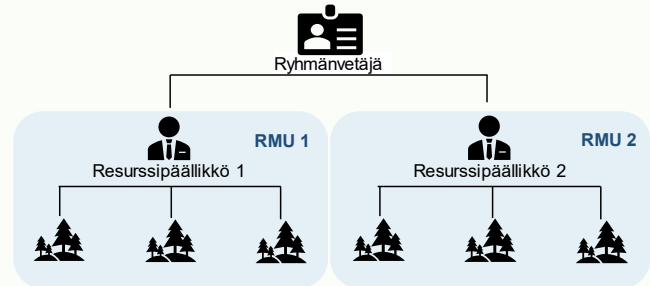 Ryhmänvetäjä
RMU 1
RMU 2
Resurssipäällikkö 1
Resurssipäällikkö 2